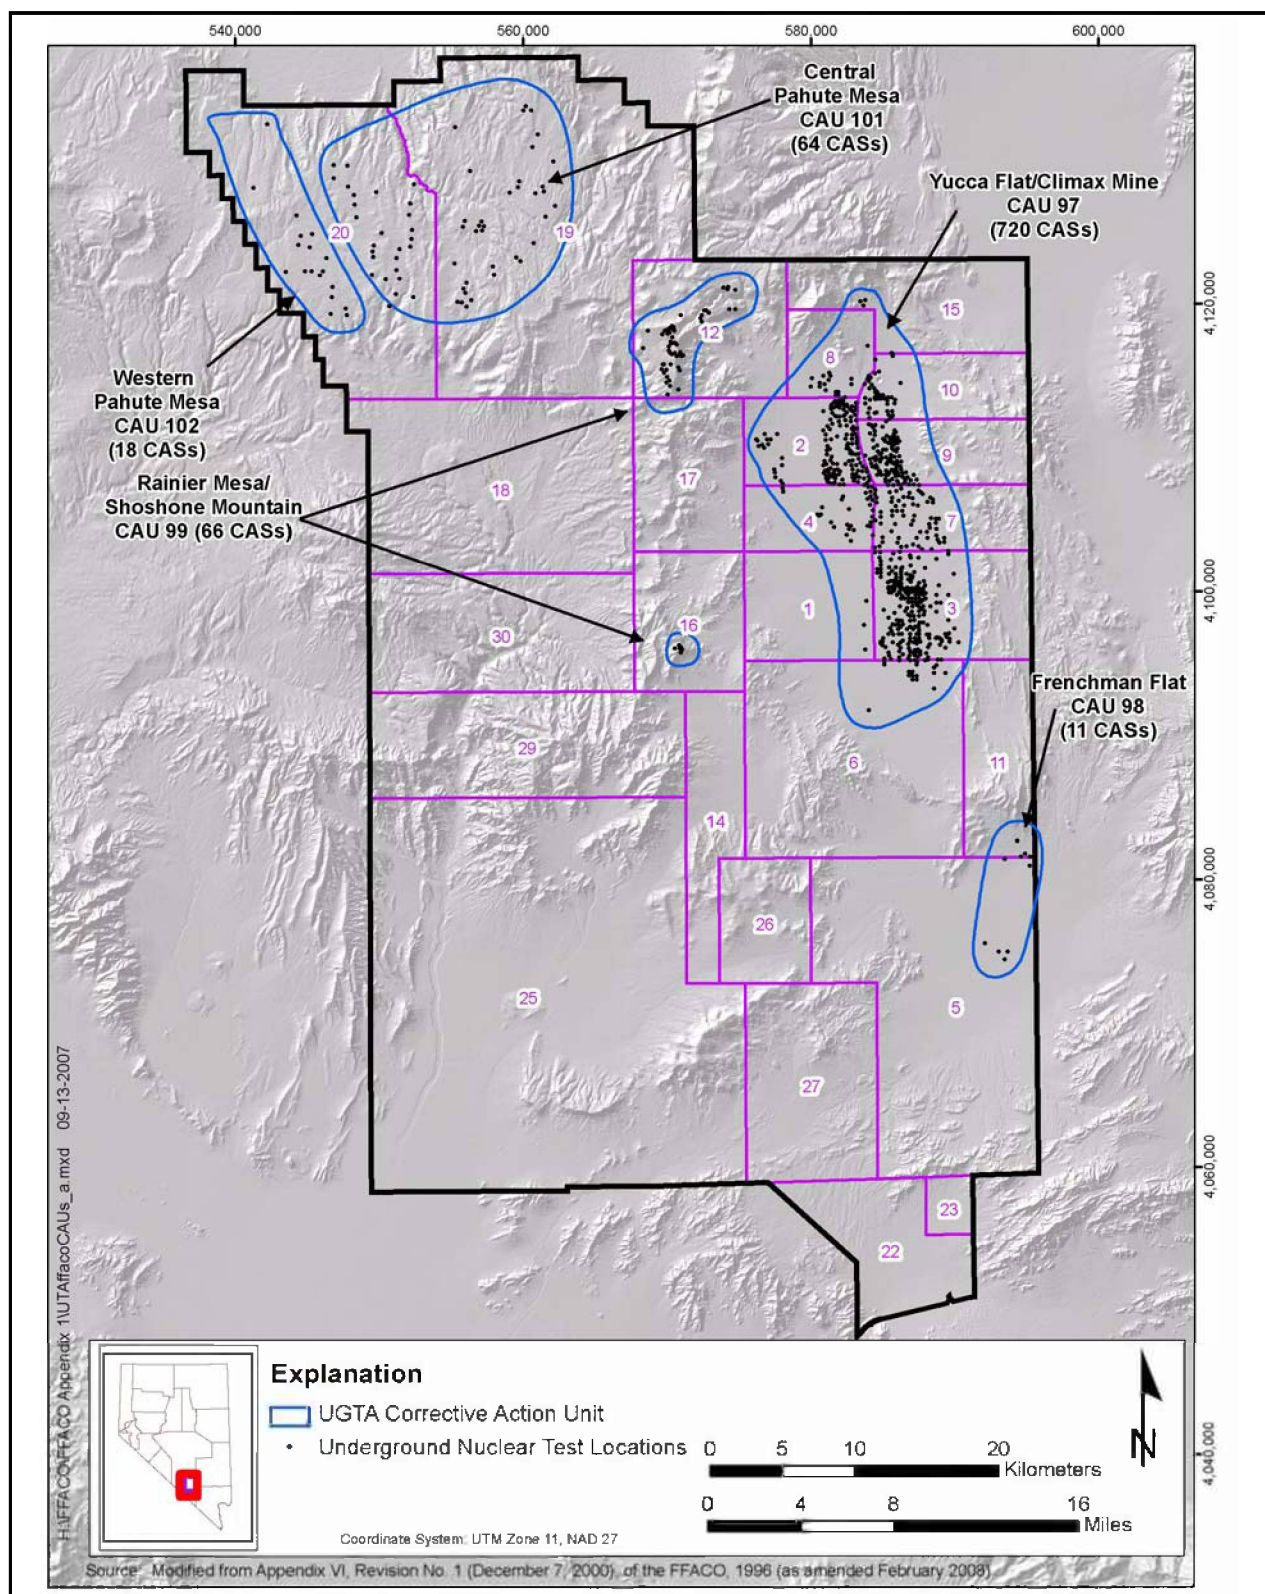 540,000
560,000
580,000
600,000
Central
Pahute Mesa
CAU 101
(64 CASs)
Yucca Flat/Climax Mine
CAU 97
(720 CASs)
20
19
4,120,000
15
12
8
Western
Pahute Mesa
CAU 102
(18 CASs)
10
2
9
Rainier Mesa/
Shoshone Mountain
CAU 99 (66 CASs)
17
18
4
7
4,100,000
1
3
16
30
Frenchman Flat
CAU 98
(11 CASs)
29
6
11
14
4,080,000
26
25
5
27
4,060,000
23
22
H:\FFACO\FFACO Appendix 1\UTAffacoCAUs_a.mxd 09-13-2007
Explanation
UGTA Corrective Action Unit
Underground Nuclear Test Locations
0 5 10 20
Kilometers
0 4 8 16
Miles
N
4,040,000
Coordinate System: UTM Zone 11, NAD 27
Source: Modified from Appendix VI, Revision No. 1 (December 7, 2000), of the FFACO, 1996 (as amended February 2008)